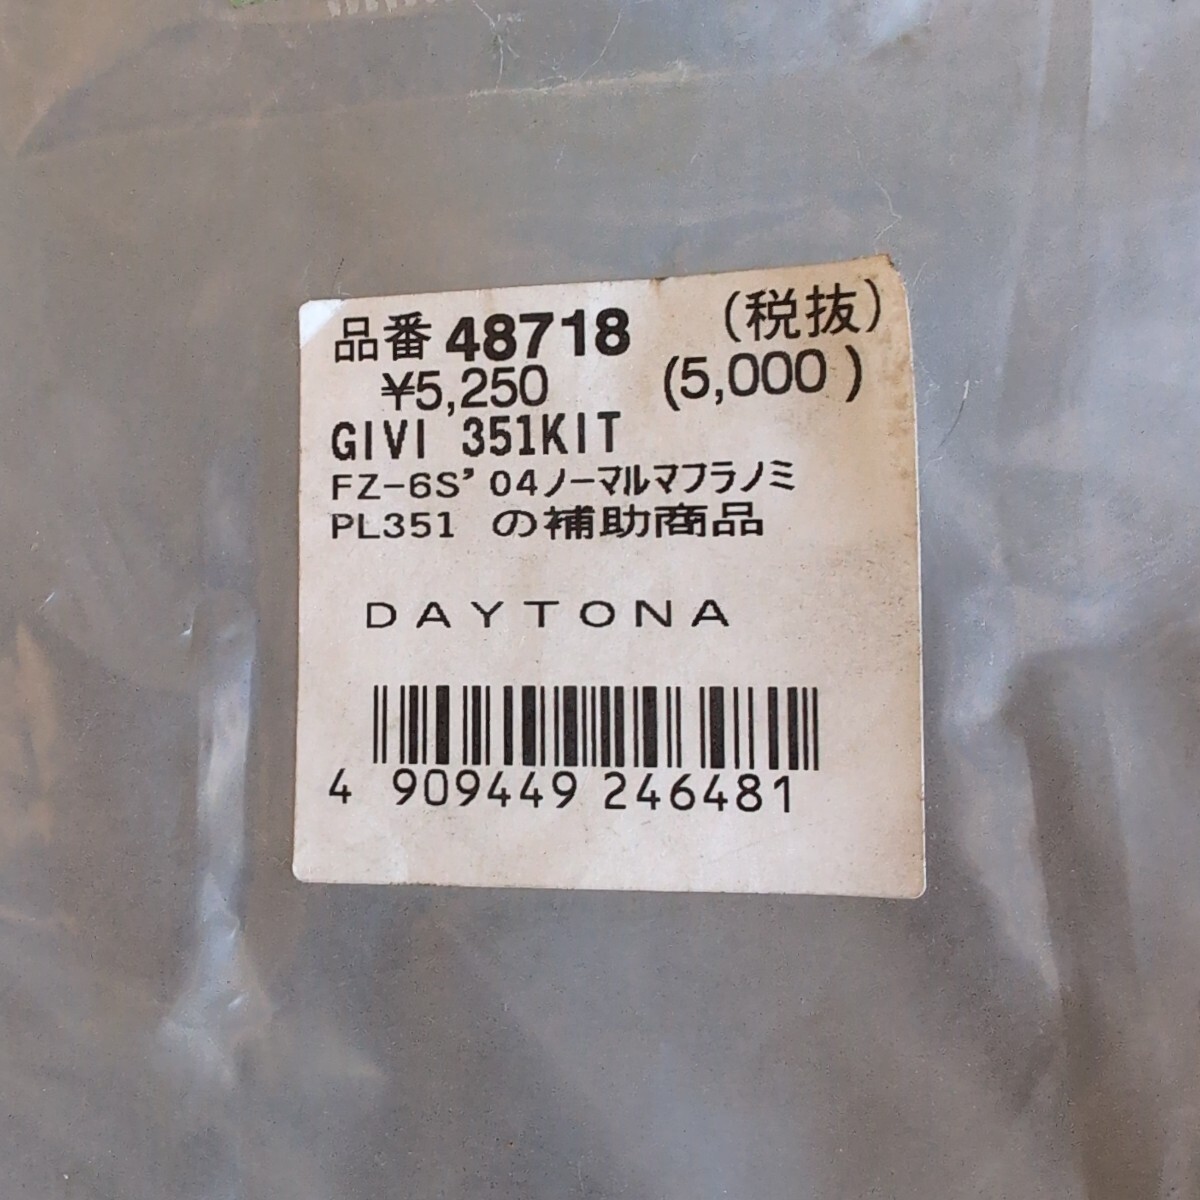 品番 48718 (税抜)
¥5,250 (5,000 )
GIVI 351KIT
FZ-6S’04ノーマルマフラノミ
PL351 の補助商品
DAYTONA
4 909449 246481